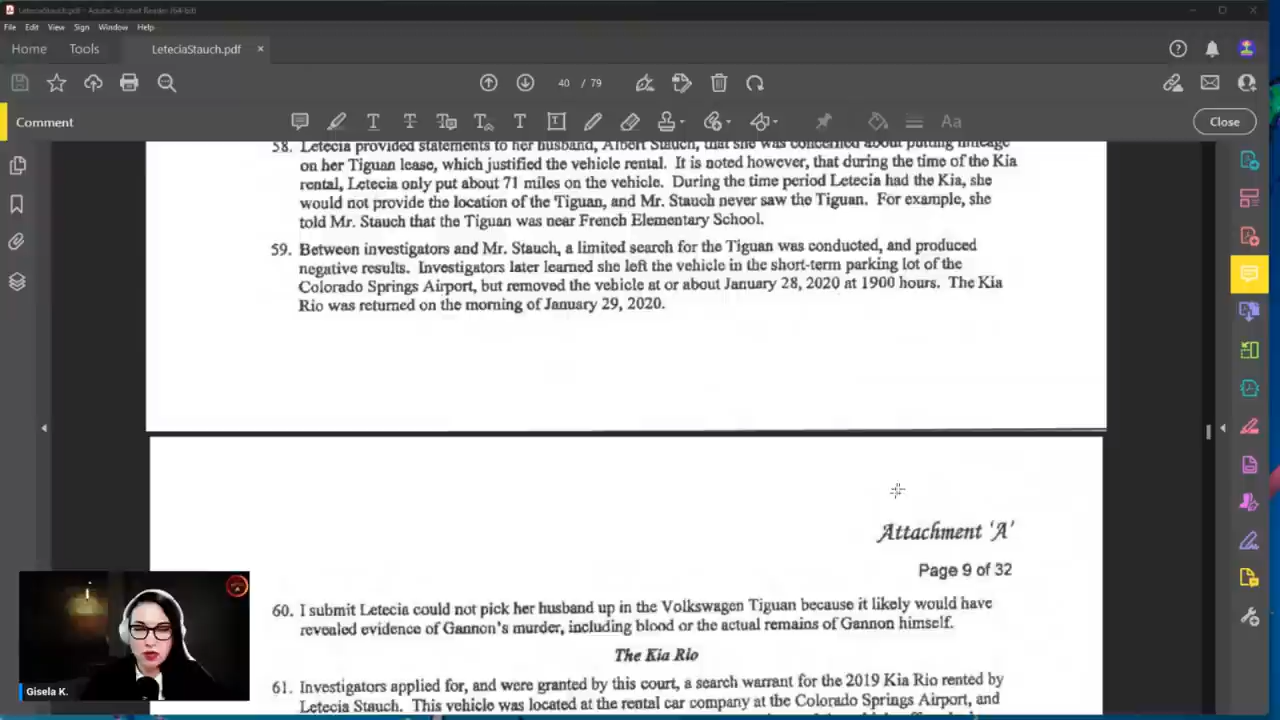 LeteciaStauch.pdf - Adobe Acrobat Reader (64-bit)
File Edit View Sign Window Help
Home Tools LeteciaStauch.pdf ×
40 / 79
Comment
Close
58. Letecia provided statements to her husband, Albert Stauch, that she was concerned about putting mileage
on her Tiguan lease, which justified the vehicle rental. It is noted however, that during the time of the Kia
rental, Letecia only put about 71 miles on the vehicle. During the time period Letecia had the Kia, she
would not provide the location of the Tiguan, and Mr. Stauch never saw the Tiguan. For example, she
told Mr. Stauch that the Tiguan was near French Elementary School.
59. Between investigators and Mr. Stauch, a limited search for the Tiguan was conducted, and produced
negative results. Investigators later learned she left the vehicle in the short-term parking lot of the
Colorado Springs Airport, but removed the vehicle at or about January 28, 2020 at 1900 hours. The Kia
Rio was returned on the morning of January 29, 2020.
Attachment 'A'
Page 9 of 32
60. I submit Letecia could not pick her husband up in the Volkswagen Tiguan because it likely would have
revealed evidence of Gannon's murder, including blood or the actual remains of Gannon himself.
The Kia Rio
61. Investigators applied for, and were granted by this court, a search warrant for the 2019 Kia Rio rented by
Letecia Stauch. This vehicle was located at the rental car company at the Colorado Springs Airport, and
Gisela K.